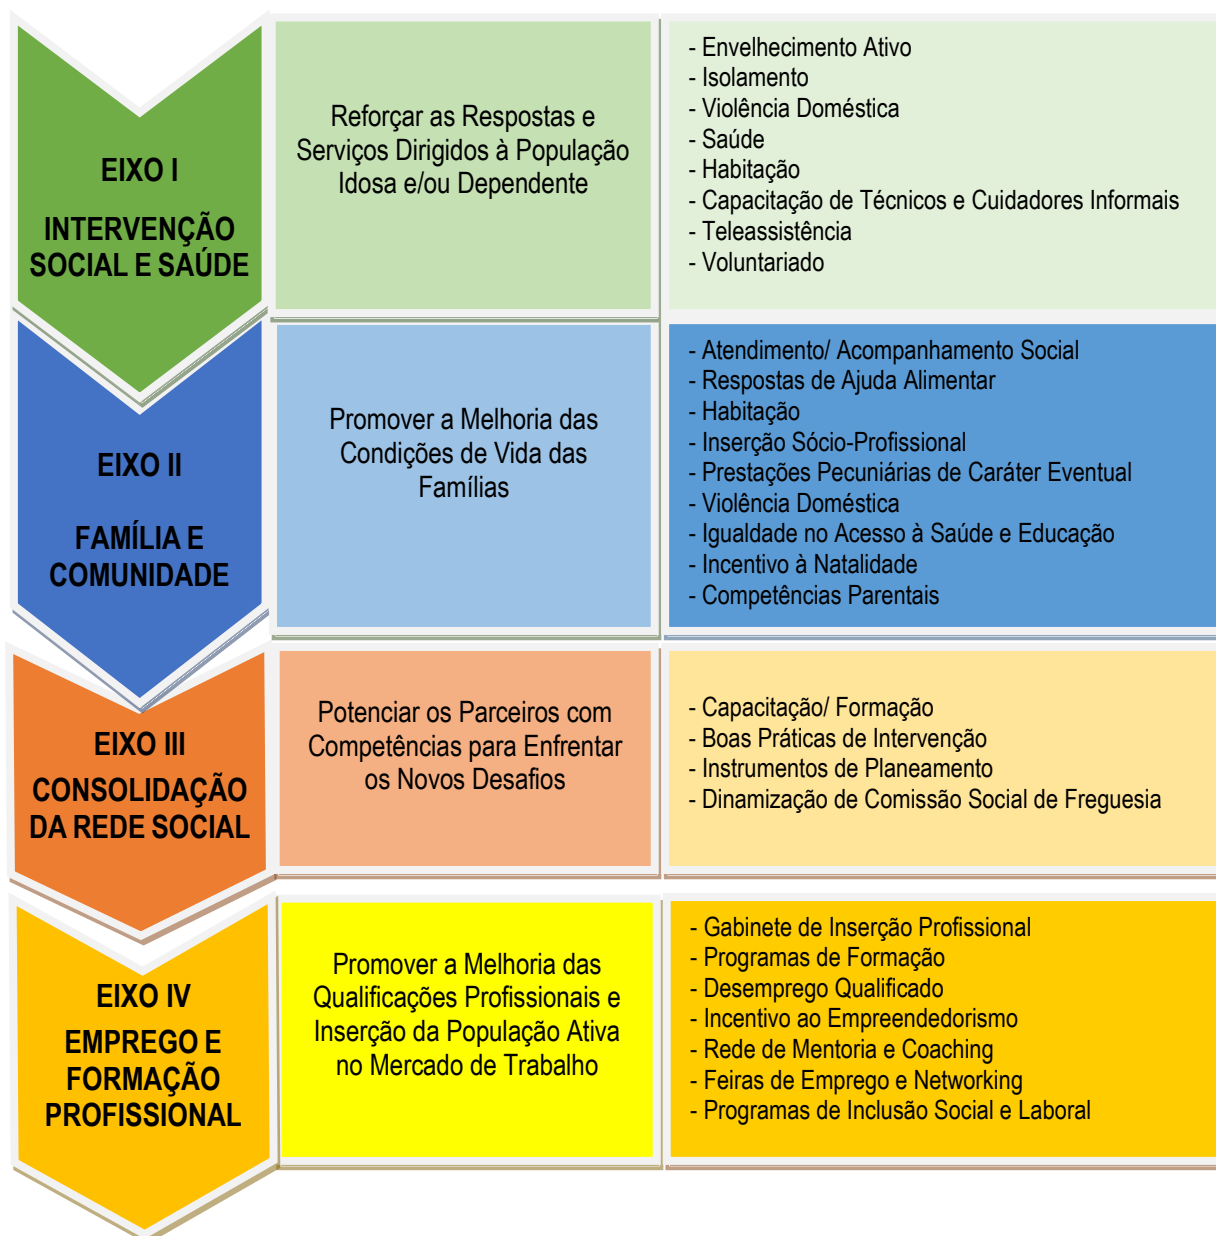 EIXO I
INTERVENÇÃO
SOCIAL E SAÚDE
Reforçar as Respostas e
Serviços Dirigidos à População
Idosa e/ou Dependente
- Envelhecimento Ativo
- Isolamento
- Violência Doméstica
- Saúde
- Habitação
- Capacitação de Técnicos e Cuidadores Informais
- Teleassistência
- Voluntariado
EIXO II
FAMÍLIA E
COMUNIDADE
Promover a Melhoria das
Condições de Vida das
Famílias
- Atendimento/ Acompanhamento Social
- Respostas de Ajuda Alimentar
- Habitação
- Inserção Sócio-Profissional
- Prestações Pecuniárias de Caráter Eventual
- Violência Doméstica
- Igualdade no Acesso à Saúde e Educação
- Incentivo à Natalidade
- Competências Parentais
EIXO III
CONSOLIDAÇÃO
DA REDE SOCIAL
Potenciar os Parceiros com
Competências para Enfrentar
os Novos Desafios
- Capacitação/ Formação
- Boas Práticas de Intervenção
- Instrumentos de Planeamento
- Dinamização de Comissão Social de Freguesia
EIXO IV
EMPREGO E
FORMAÇÃO
PROFISSIONAL
Promover a Melhoria das
Qualificações Profissionais e
Inserção da População Ativa
no Mercado de Trabalho
- Gabinete de Inserção Profissional
- Programas de Formação
- Desemprego Qualificado
- Incentivo ao Empreendedorismo
- Rede de Mentoria e Coaching
- Feiras de Emprego e Networking
- Programas de Inclusão Social e Laboral